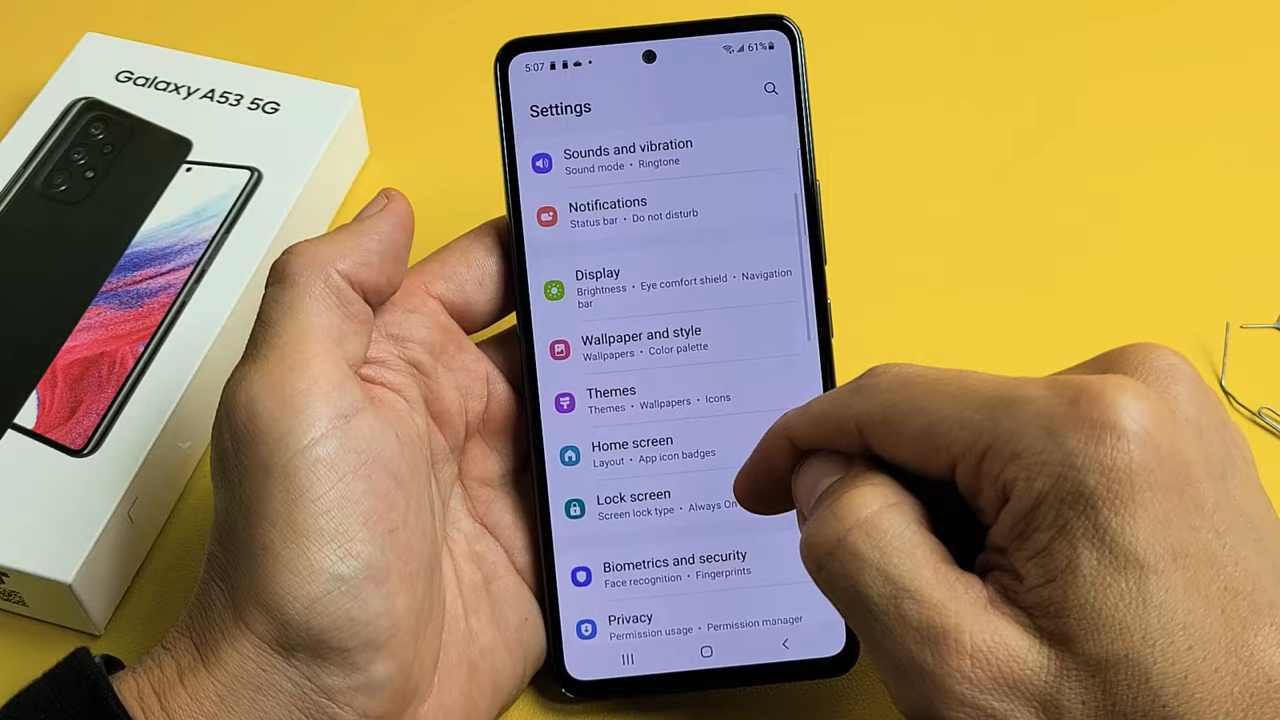 Galaxy A53 5G
5:07
61%
Settings
Sounds and vibration
Sound mode • Ringtone
Notifications
Status bar • Do not disturb
Display
Brightness • Eye comfort shield • Navigation
bar
Wallpaper and style
Wallpapers • Color palette
Themes
Themes • Wallpapers • Icons
Home screen
Layout • App icon badges
Lock screen
Screen lock type • Always On
Biometrics and security
Face recognition • Fingerprints
Privacy
Permission usage • Permission manager